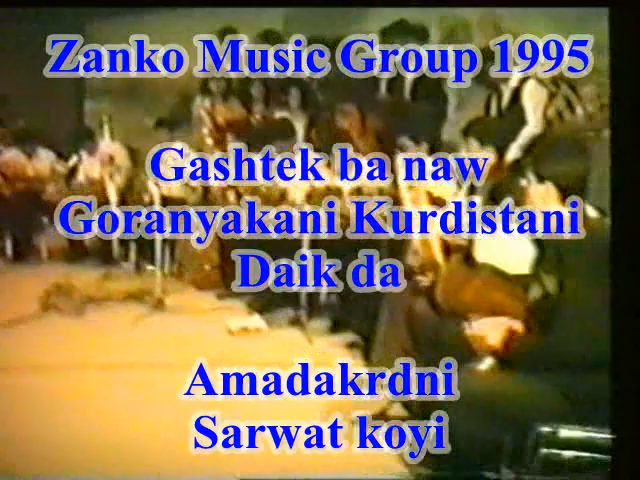 Zanko Music Group 1995
Gashtek ba naw
Goranyakani Kurdistani
Daik da
Amadakrdni
Sarwat koyi